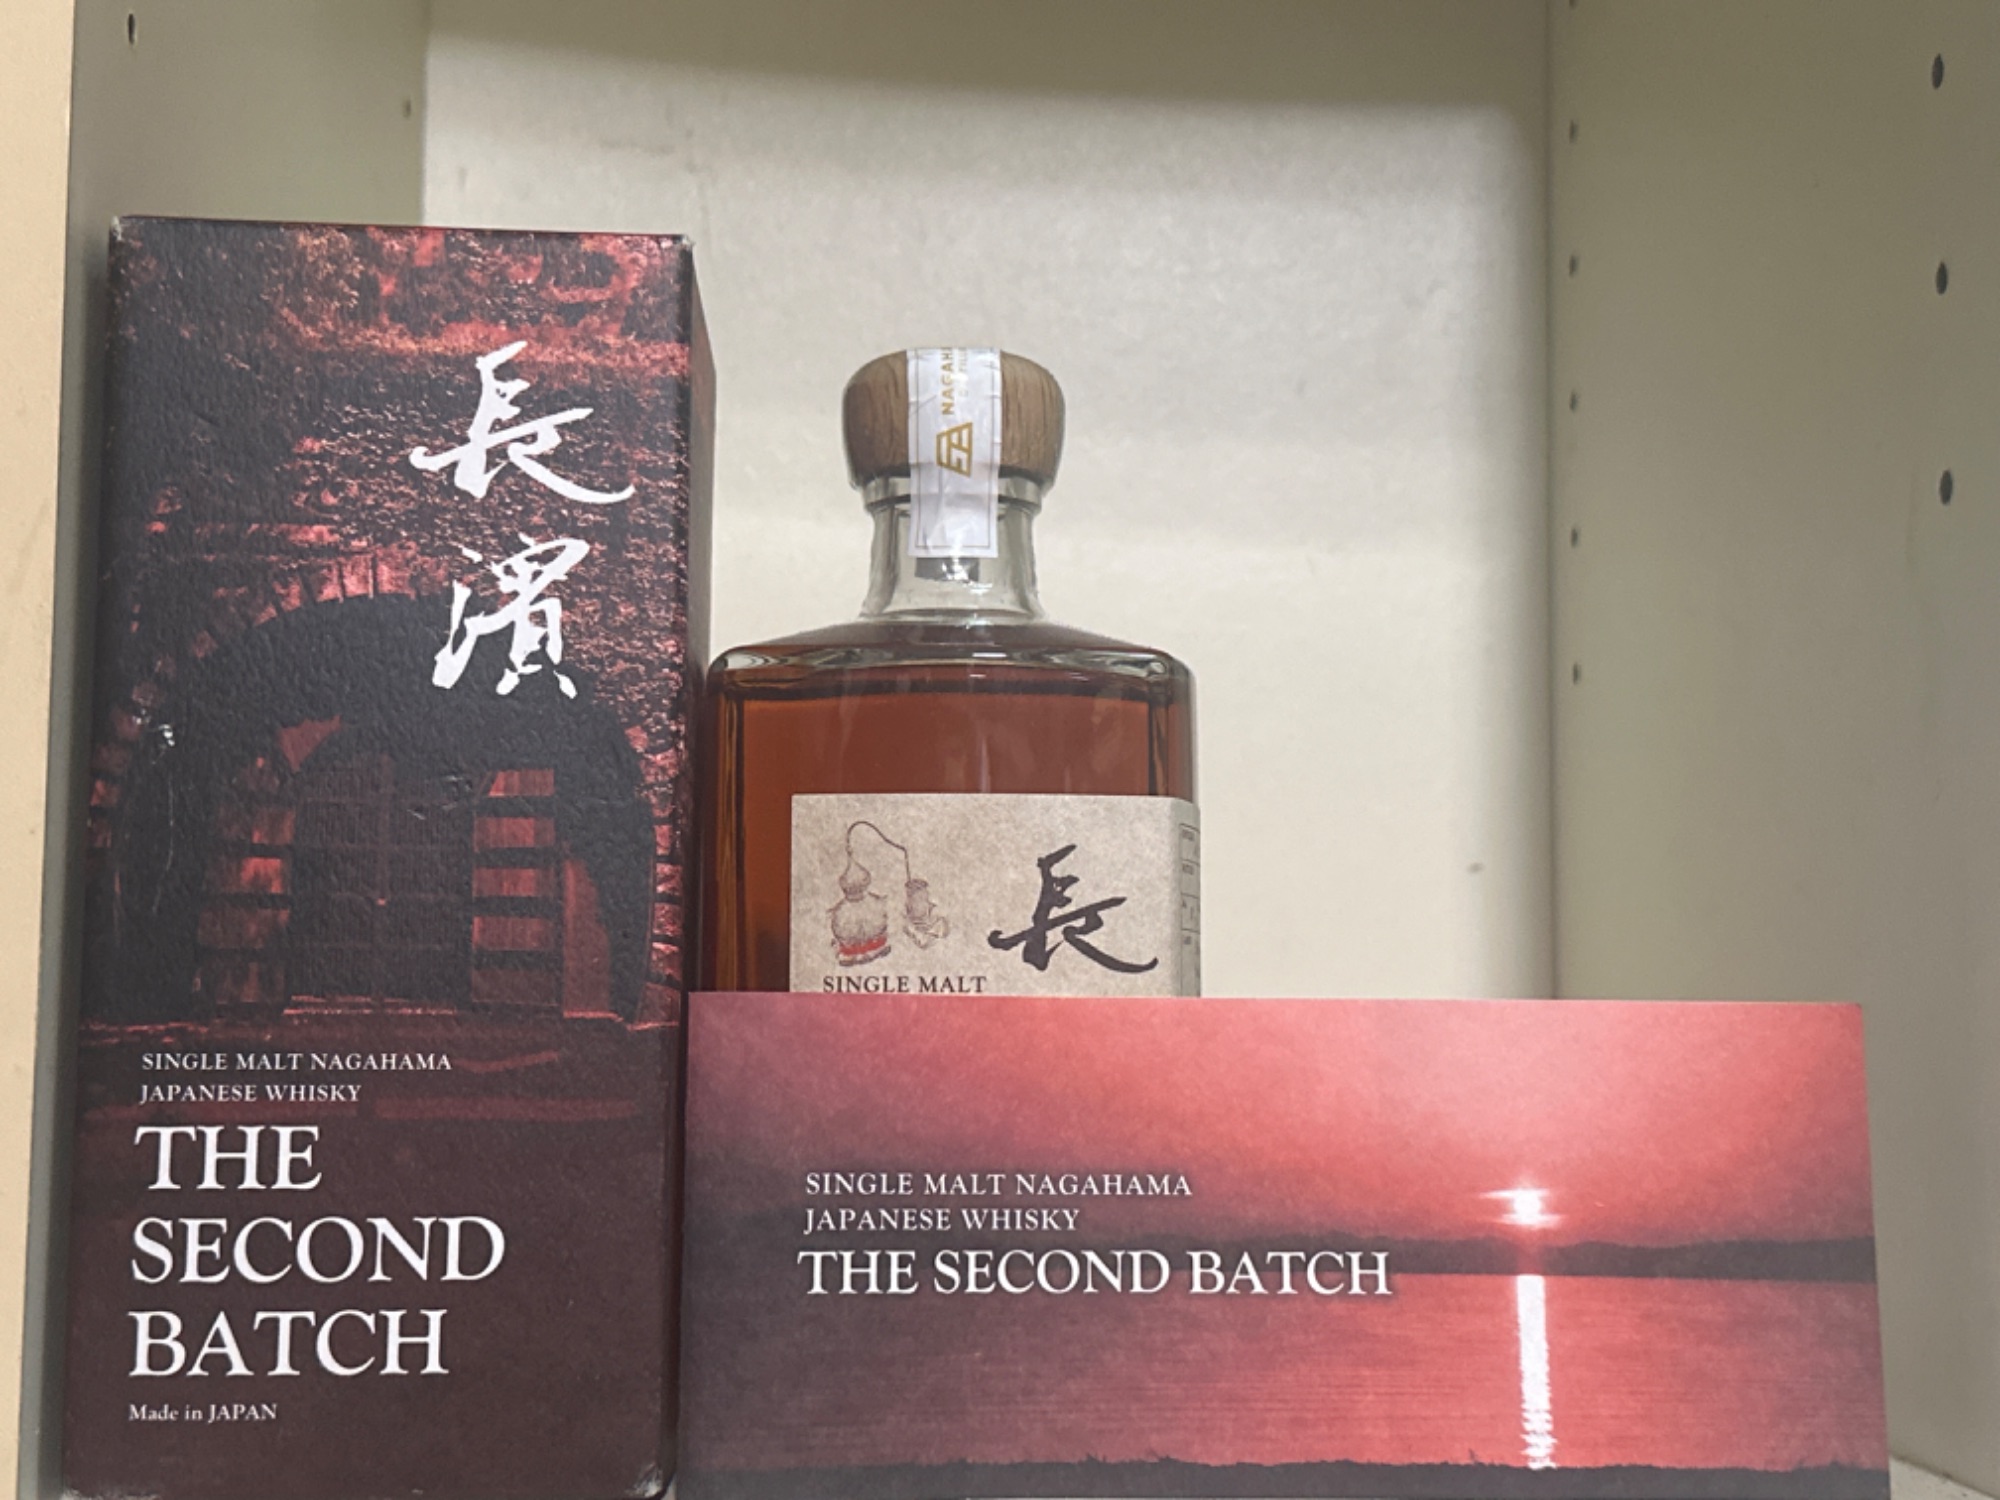 長
濱
SINGLE MALT NAGAHAMA
JAPANESE WHISKY
THE
SECOND
BATCH
Made in JAPAN
長
SINGLE MALT
SINGLE MALT NAGAHAMA
JAPANESE WHISKY
THE SECOND BATCH